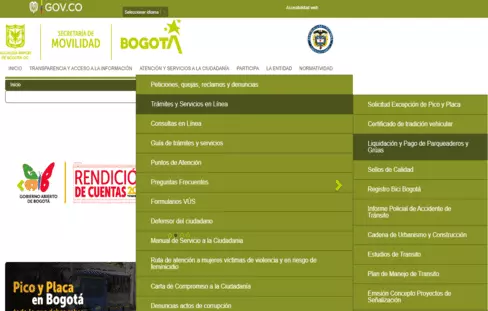 GOV.CO
Seleccionar idioma
Accesibilidad web
SECRETARÍA DE
MOVILIDAD
BOGOTÁ
INICIO TRANSPARENCIA Y ACCESO A LA INFORMACIÓN ATENCIÓN Y SERVICIOS A LA CIUDADANÍA PARTICIPA LA ENTIDAD NORMATIVIDAD
Inicio
Peticiones, quejas, reclamos y denuncias
Trámites y Servicios en Línea
Consultas en Línea
Guía de trámites y servicios
Puntos de Atención
Preguntas Frecuentes
Formularios VUS
Defensor del ciudadano
Manual de Servicio a la Ciudadanía
Ruta de atención a mujeres víctimas de violencia y en riesgo de
feminicidio
Carta de Compromiso a la Ciudadanía
Denuncias actos de corrupción
Solicitud Excepción de Pico y Placa
Certificado de tradición vehicular
Liquidación y Pago de Parqueaderos y
Grúas
Sellos de Calidad
Registro Bici Bogotá
Informe Policial de Accidente de
Tránsito
Cadena de Urbanismo y Construcción
Estudios de Transito
Plan de Manejo de Transito
Emisión Concepto Proyectos de
Señalización
GOBIERNO ABIERTO
DE BOGOTÁ
RENDICIÓN
DE CUENTAS
Pico y Placa
en Bogotá